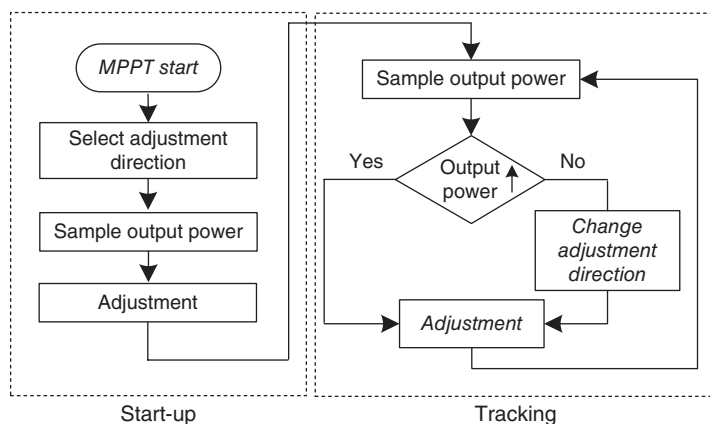 MPPT start
Select adjustment
direction
Sample output power
Adjustment
Start-up
Sample output power
Output
power
Yes
No
Change
adjustment
direction
Adjustment
Tracking